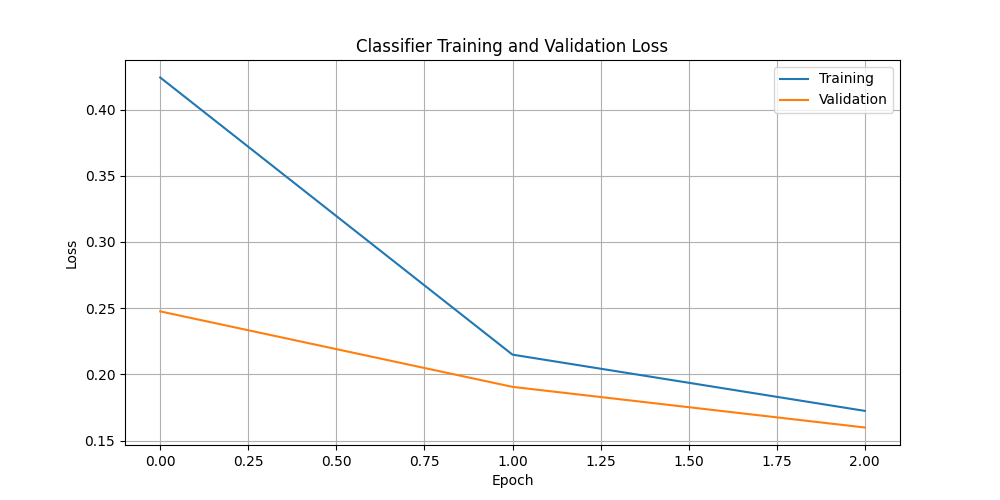 Classifier Training and Validation Loss
Training
Validation
Loss
0.40
0.35
0.30
0.25
0.20
0.15
0.00 0.25 0.50 0.75 1.00 1.25 1.50 1.75 2.00
Epoch